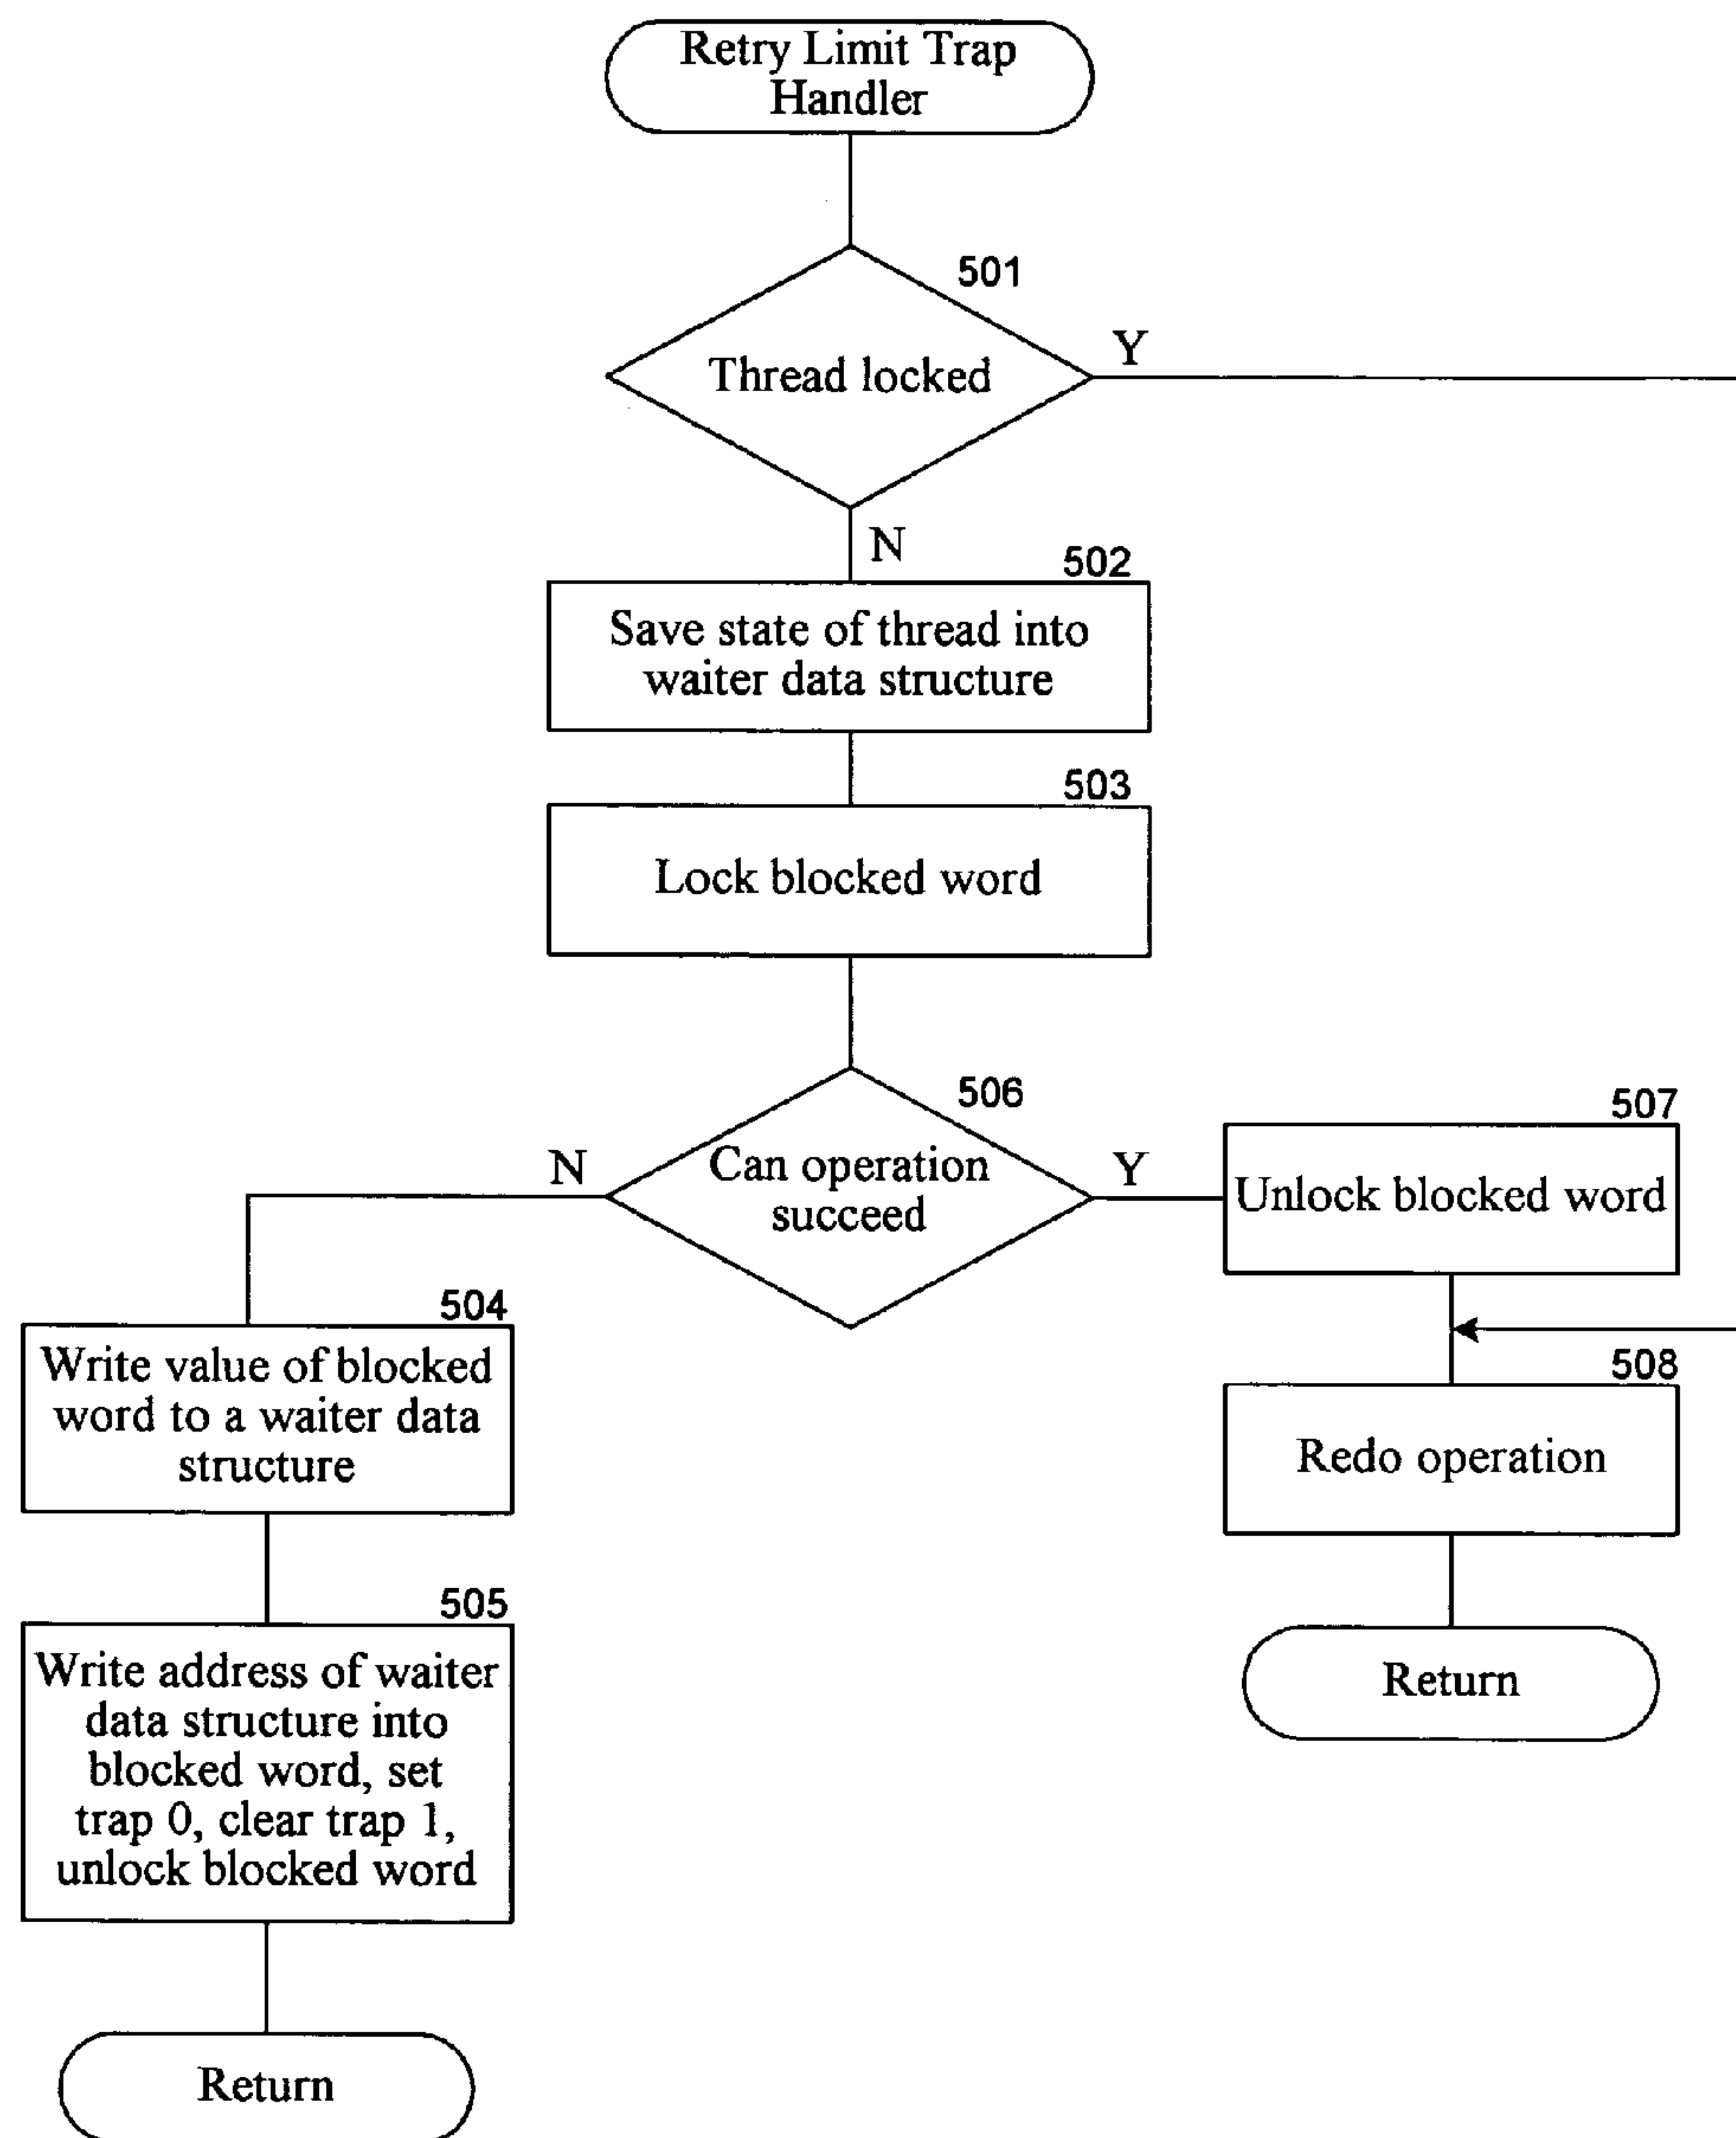 Retry Limit Trap
Handler
501
Thread locked
Y
N
502
Save state of thread into
waiter data structure
503
Lock blocked word
506
Can operation
succeed
N
Y
507
Unlock blocked word
504
Write value of blocked
word to a waiter data
structure
508
Redo operation
505
Write address of waiter
data structure into
blocked word, set
trap 0, clear trap 1,
unlock blocked word
Return
Return